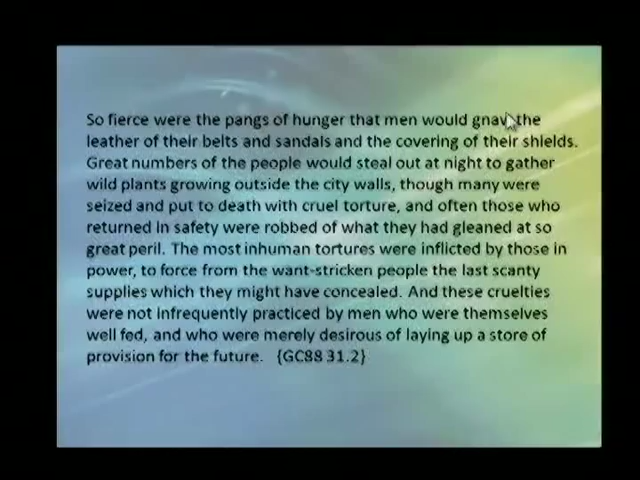 So fierce were the pangs of hunger that men would gnaw the
leather of their belts and sandals and the covering of their shields.
Great numbers of the people would steal out at night to gather
wild plants growing outside the city walls, though many were
seized and put to death with cruel torture, and often those who
returned in safety were robbed of what they had gleaned at so
great peril. The most inhuman tortures were inflicted by those in
power, to force from the want-stricken people the last scanty
supplies which they might have concealed. And these cruelties
were not infrequently practiced by men who were themselves
well fed, and who were merely desirous of laying up a store of
provision for the future. {GC88 31.2}